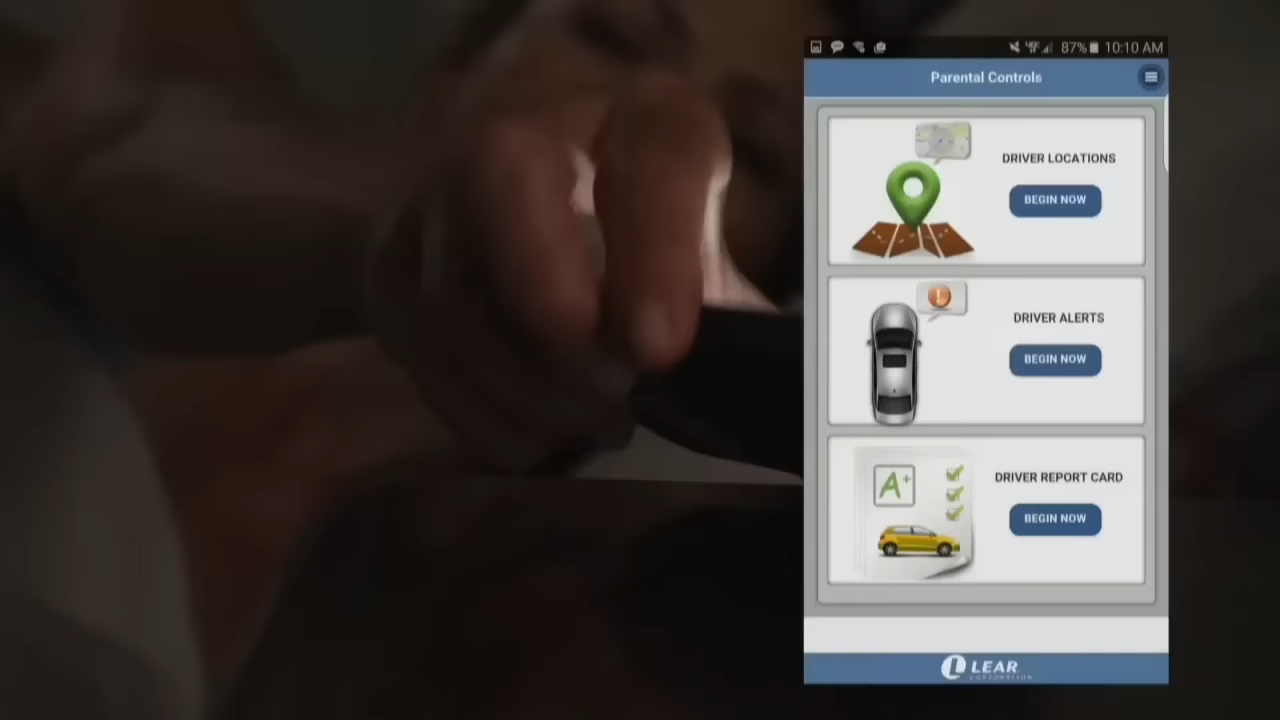 87% 10:10 AM
Parental Controls
DRIVER LOCATIONS
BEGIN NOW
DRIVER ALERTS
BEGIN NOW
A+
DRIVER REPORT CARD
BEGIN NOW
LEAR
CORPORATION